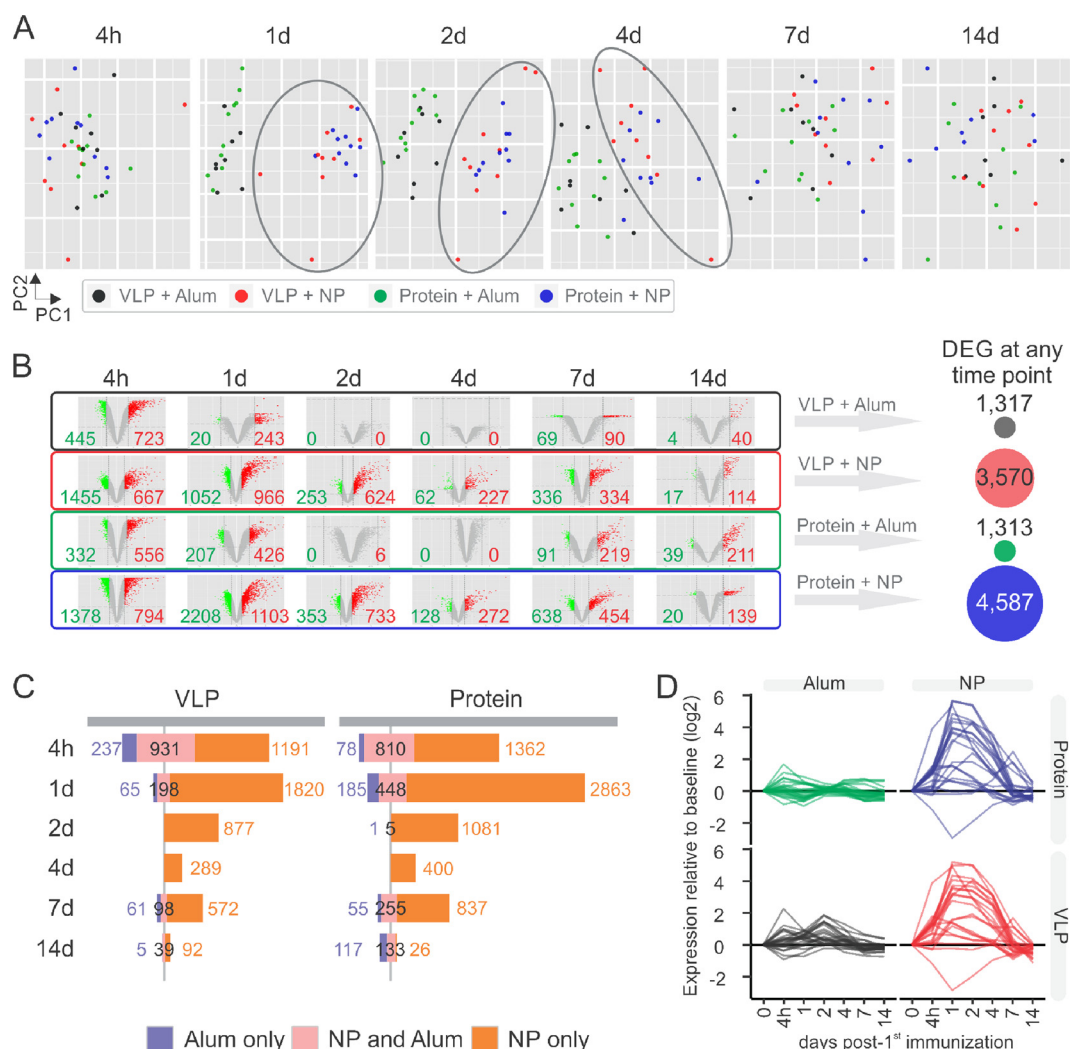 A
4h 1d 2d 4d 7d 14d
PC2
PC1
VLP + Alum VLP + NP Protein + Alum Protein + NP
B
4h 1d 2d 4d 7d 14d
DEG at any
time point
445 723 20 243 0 0 0 0 69 90 4 40
VLP + Alum
1,317
1455 667 1052 966 253 624 62 227 336 334 17 114
VLP + NP
3,570
332 556 207 426 0 6 0 0 91 219 39 211
Protein + Alum
1,313
1378 794 2208 1103 353 733 128 272 638 454 20 139
Protein + NP
4,587
C
VLP Protein
4h 237 931 1191 78 810 1362
1d 65 198 1820 185 448 2863
2d 877 1 5 1081
4d 289 400
7d 61 98 572 55 255 837
14d 5 39 92 117 133 26
Alum only NP and Alum NP only
D
Alum NP
Expression relative to baseline (log2)
6
4
2
0
-2
Protein
6
4
2
0
-2
VLP
0 4h 1 2 4 7 14 0 4h 1 2 4 7 14
days post-1st immunization